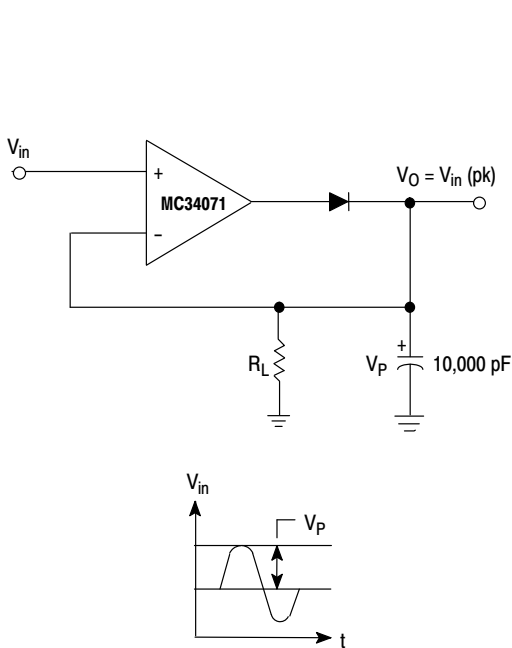 Vin
VO = Vin (pk)
+
MC34071
–
RL
+
VP
10,000 pF
Vin
VP
t